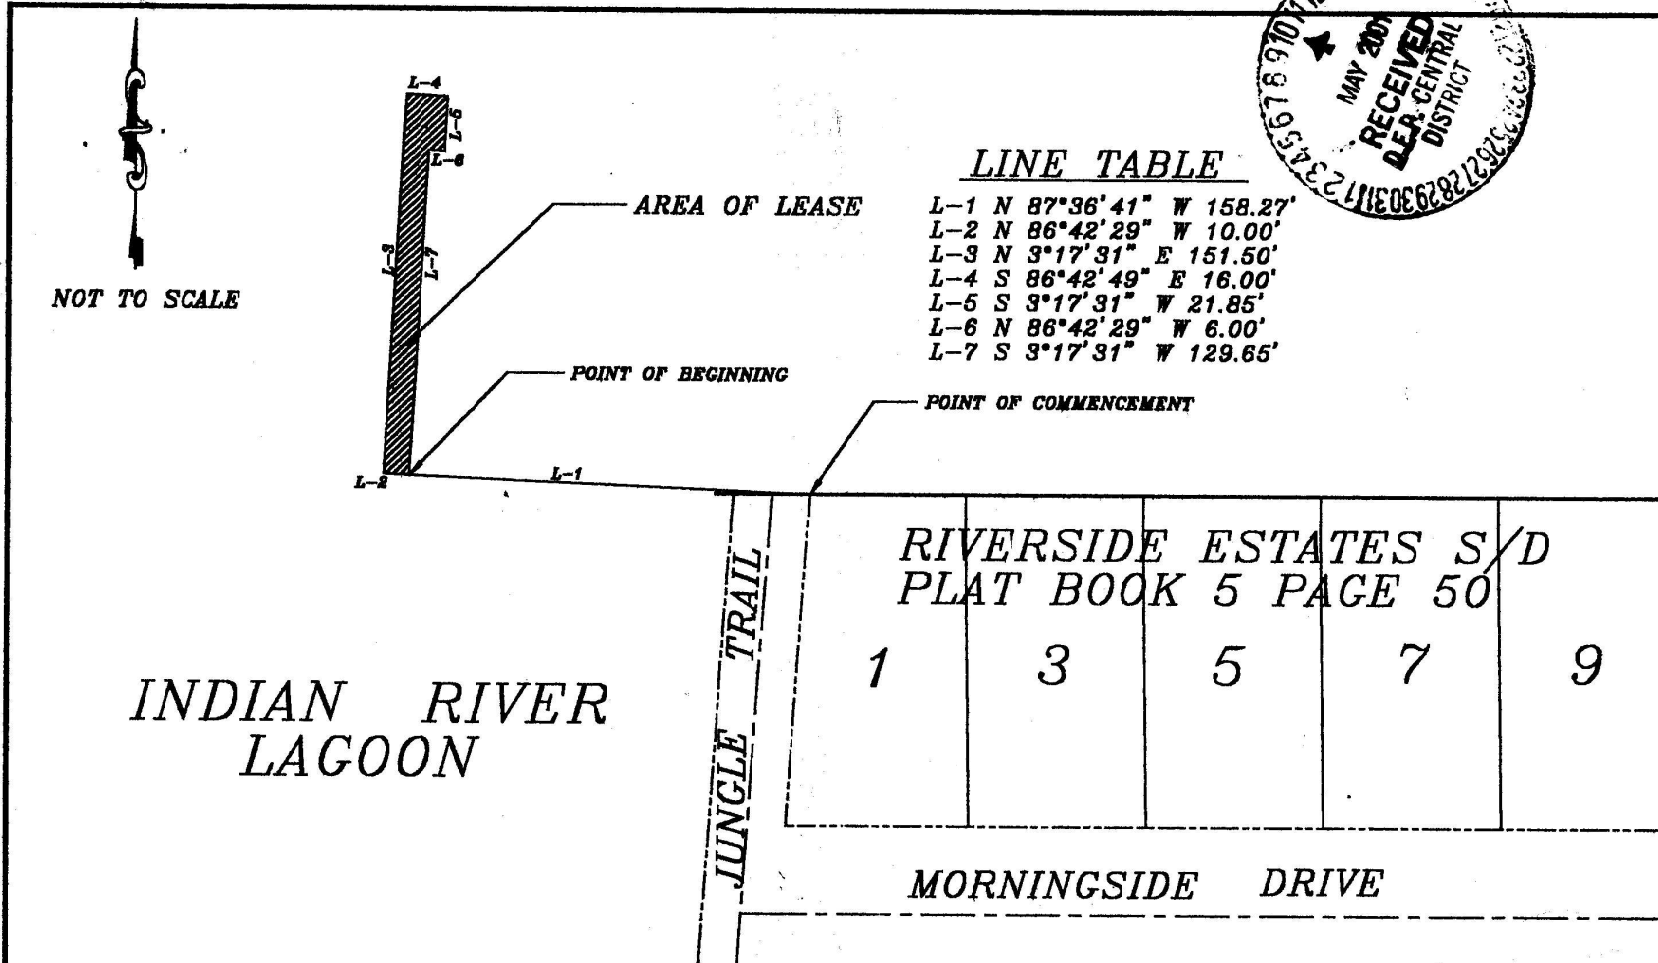 L-4
L-5
L-6
L-3
L-7
AREA OF LEASE
NOT TO SCALE
POINT OF BEGINNING
L-2
L-1
LINE TABLE
L-1 N 87°36'41" W 158.27'
L-2 N 86°42'29" W 10.00'
L-3 N 3°17'31" E 151.50'
L-4 S 86°42'49" E 16.00'
L-5 S 3°17'31" W 21.85'
L-6 N 86°42'29" W 6.00'
L-7 S 3°17'31" W 129.65'
POINT OF COMMENCEMENT
MAY 2001
RECEIVED
D.E.P. CENTRAL
DISTRICT
RIVERSIDE ESTATES S/D
PLAT BOOK 5 PAGE 50
1 3 5 7 9
INDIAN RIVER
LAGOON
JUNGLE TRAIL
MORNINGSIDE DRIVE